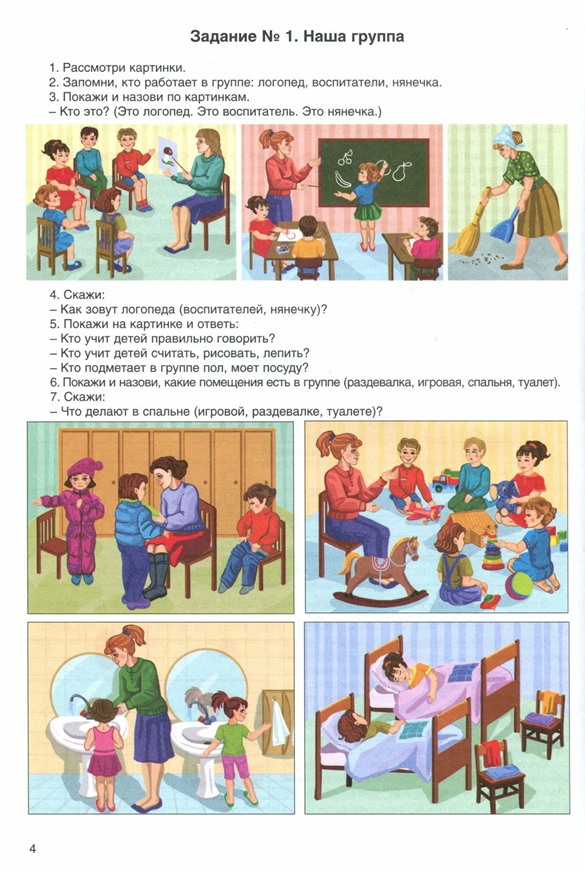 Задание № 1. Наша группа
1. Рассмотри картинки.
2. Запомни, кто работает в группе: логопед, воспитатели, нянечка.
3. Покажи и назови по картинкам.
– Кто это? (Это логопед. Это воспитатель. Это нянечка.)
4. Скажи:
– Как зовут логопеда (воспитателей, нянечку)?
5. Покажи на картинке и ответь:
– Кто учит детей правильно говорить?
– Кто учит детей считать, рисовать, лепить?
– Кто подметает в группе пол, моет посуду?
6. Покажи и назови, какие помещения есть в группе (раздевалка, игровая, спальня, туалет).
7. Скажи:
– Что делают в спальне (игровой, раздевалке, туалете)?
4